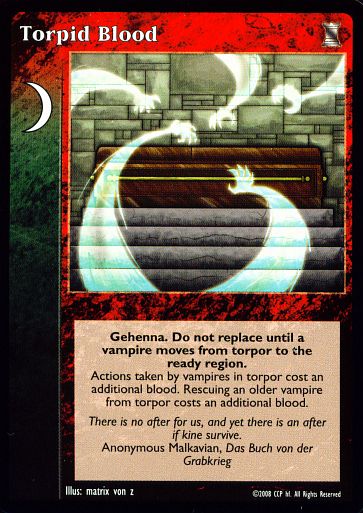 Torpid Blood
Gehenna. Do not replace until a
vampire moves from torpor to the
ready region.
Actions taken by vampires in torpor cost an
additional blood. Rescuing an older vampire
from torpor costs an additional blood.
There is no after for us, and yet there is an after
if kine survive.
Anonymous Malkavian, Das Buch von der
Grabkrieg
Illus: matrix von z
©2008 CCP hf. All Rights Reserved